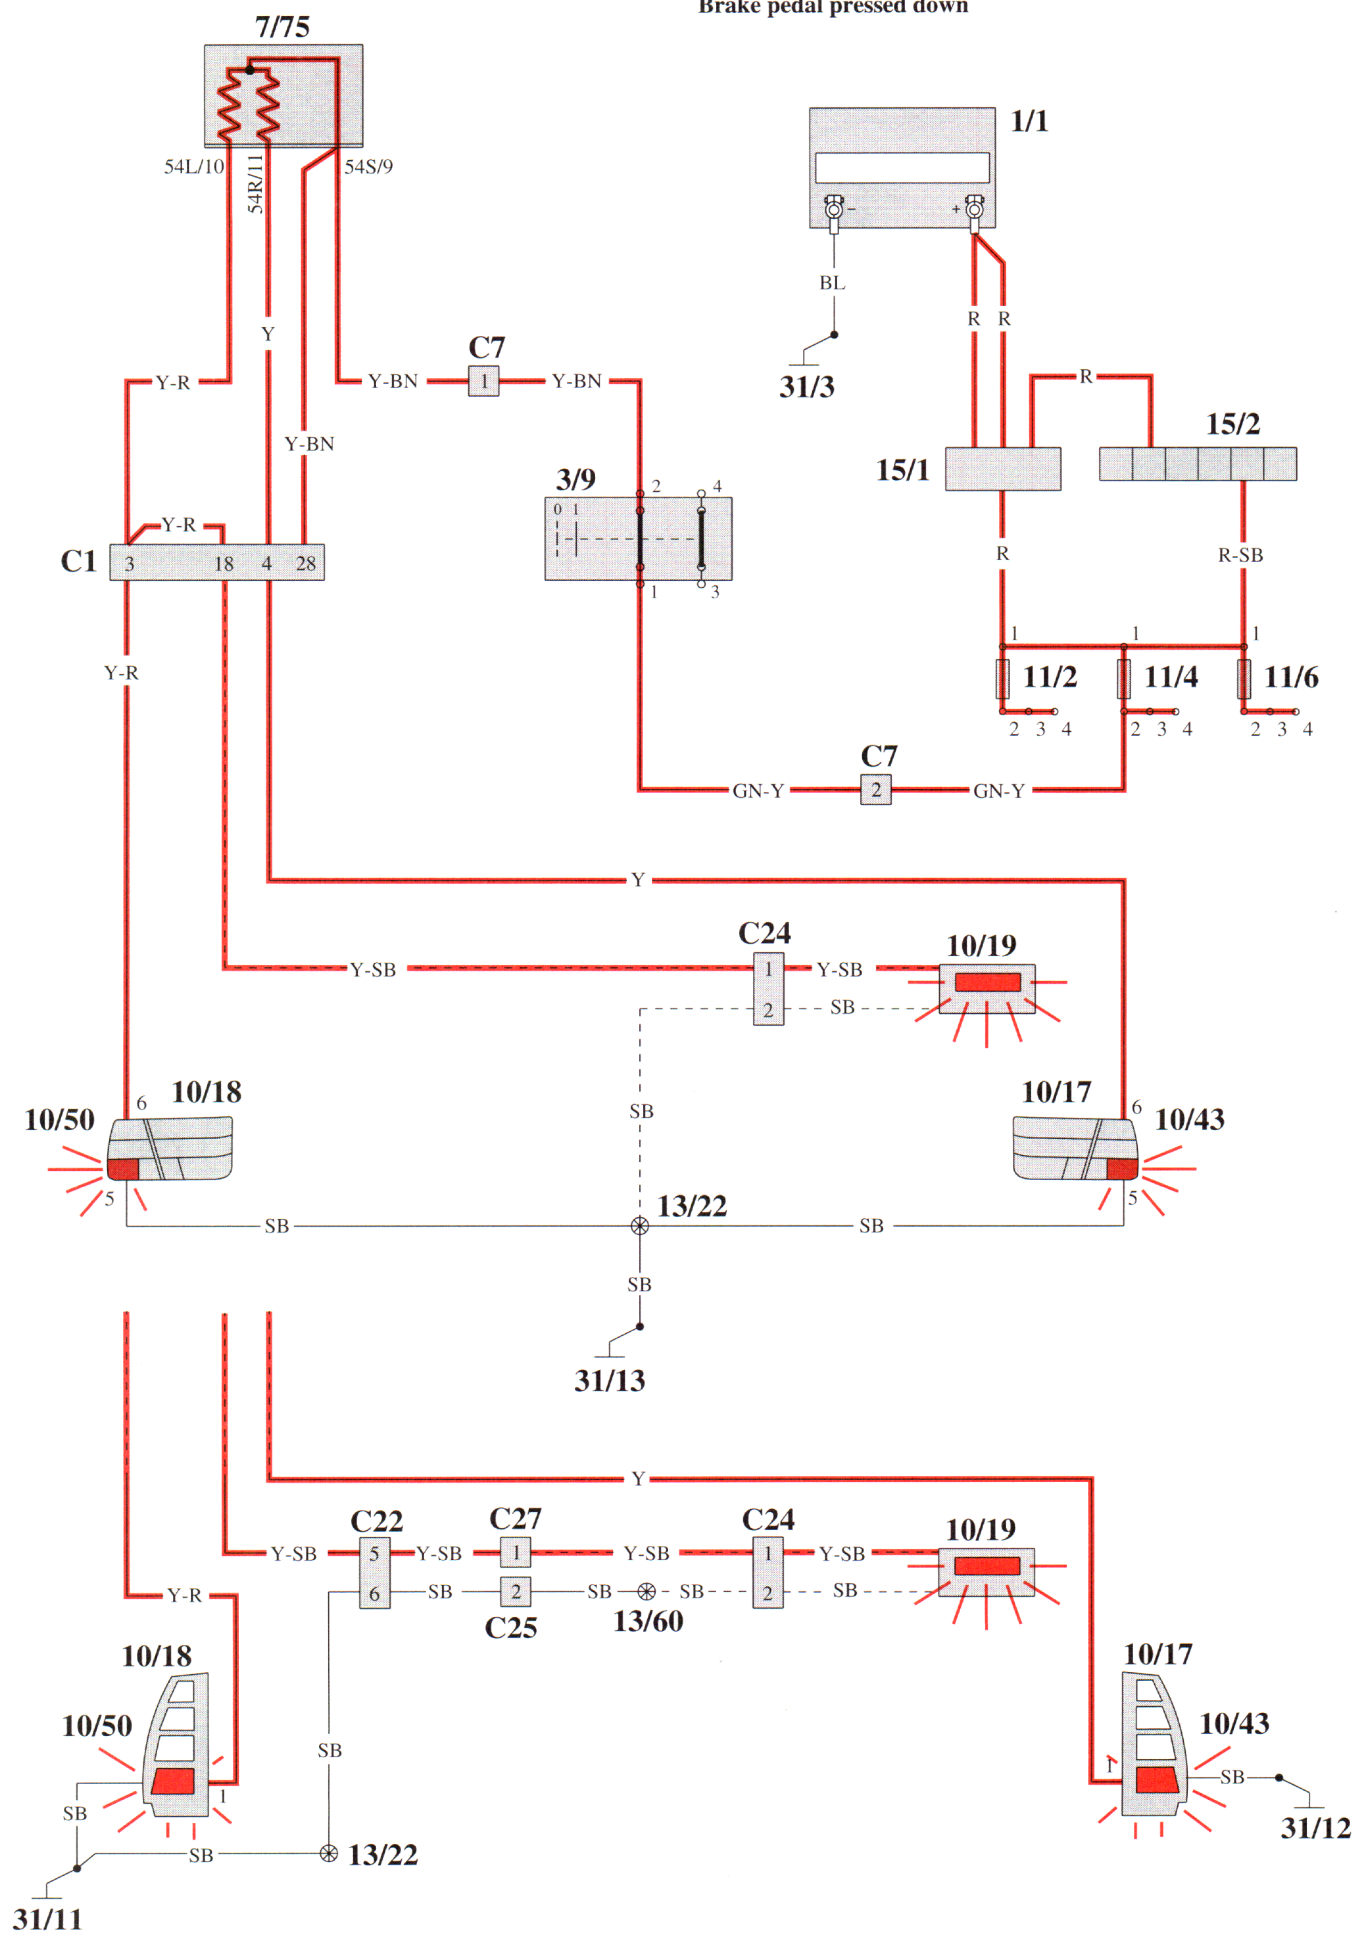 Brake pedal pressed down
7/75
1/1
54L/10
54R/11
54S/9
− +
BL
Y
R R
C7
31/3
Y-R
Y-BN
1
Y-BN
R
15/2
Y-BN
15/1
3/9
2 4
0 1
Y-R
R
R-SB
C1
3 18 4 28
1 3
1 1 1
Y-R
11/2
11/4
11/6
2 3 4
2 3 4
2 3 4
C7
GN-Y
2
GN-Y
Y
C24
10/19
Y-SB
1
Y-SB
2
SB
10/18
10/17
6
SB
6
10/50
10/43
5
5
13/22
SB
SB
SB
31/13
Y
C22
C27
C24
10/19
Y-SB
5
Y-SB
1
Y-SB
1
Y-SB
6
SB
2
SB
SB
2
SB
Y-R
C25
13/60
10/18
10/17
10/50
10/43
SB
1
1
SB
SB
31/12
SB
13/22
31/11